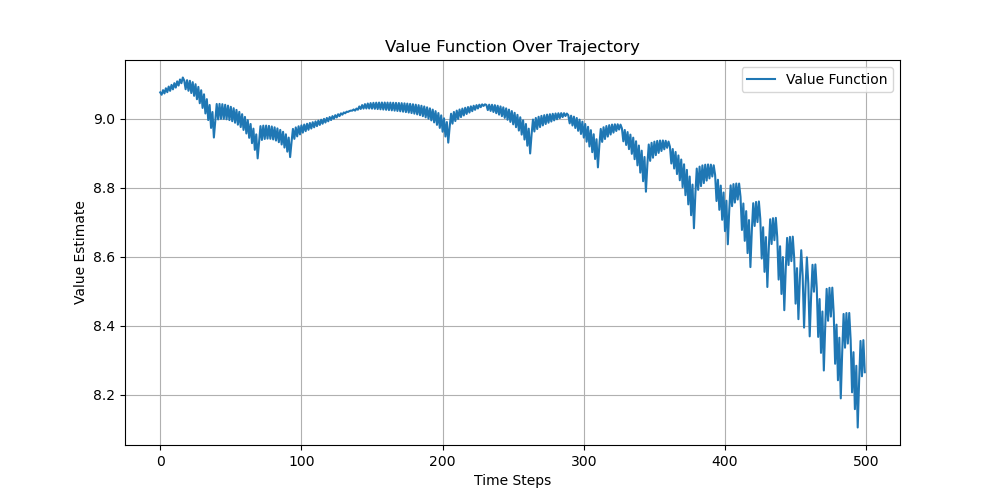 Value Function Over Trajectory
Value Function
9.0
8.8
8.6
8.4
8.2
Value Estimate
0 100 200 300 400 500
Time Steps